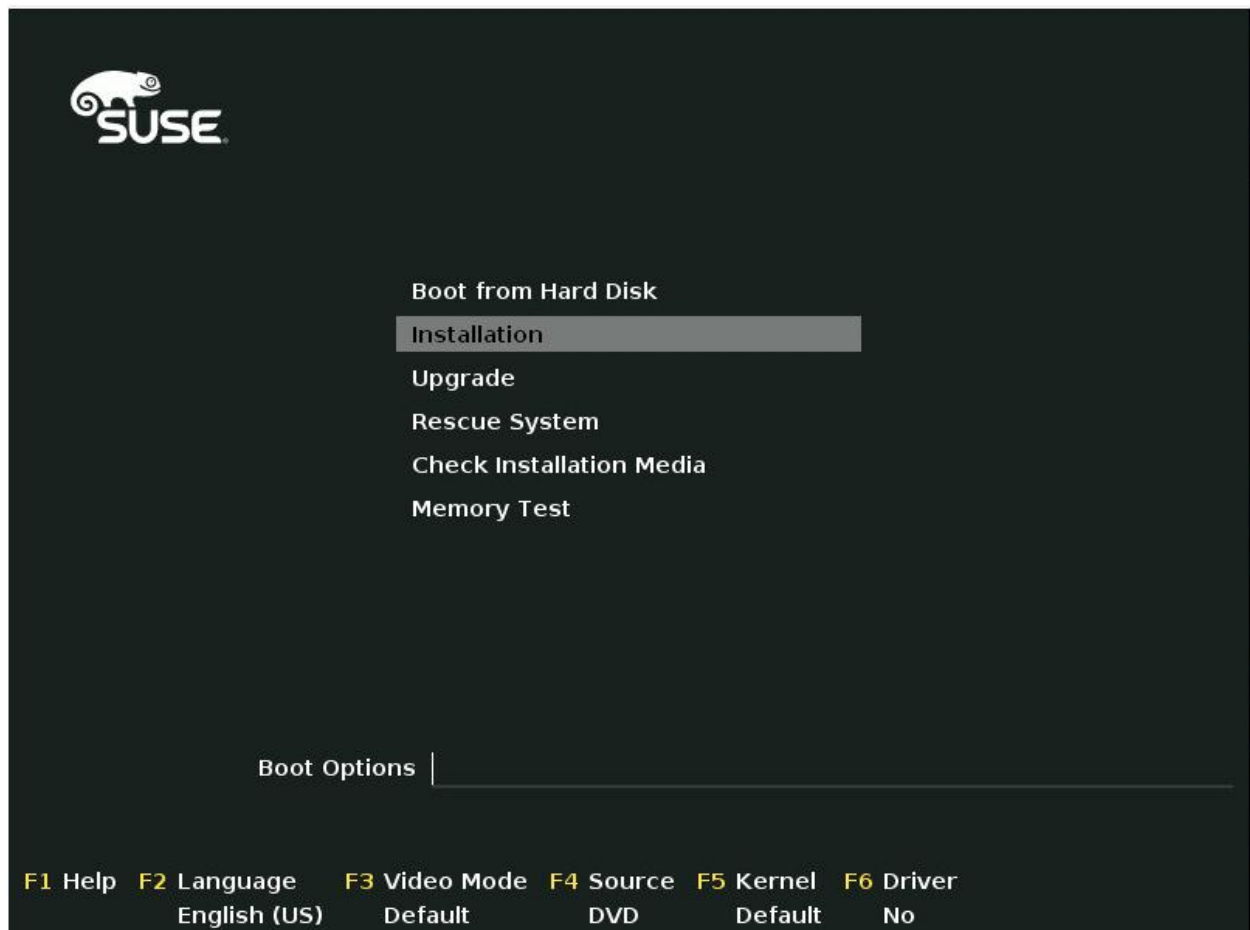 SUSE
Boot from Hard Disk
Installation
Upgrade
Rescue System
Check Installation Media
Memory Test
Boot Options
F1 Help F2 Language F3 Video Mode F4 Source F5 Kernel F6 Driver
English (US) Default DVD Default No